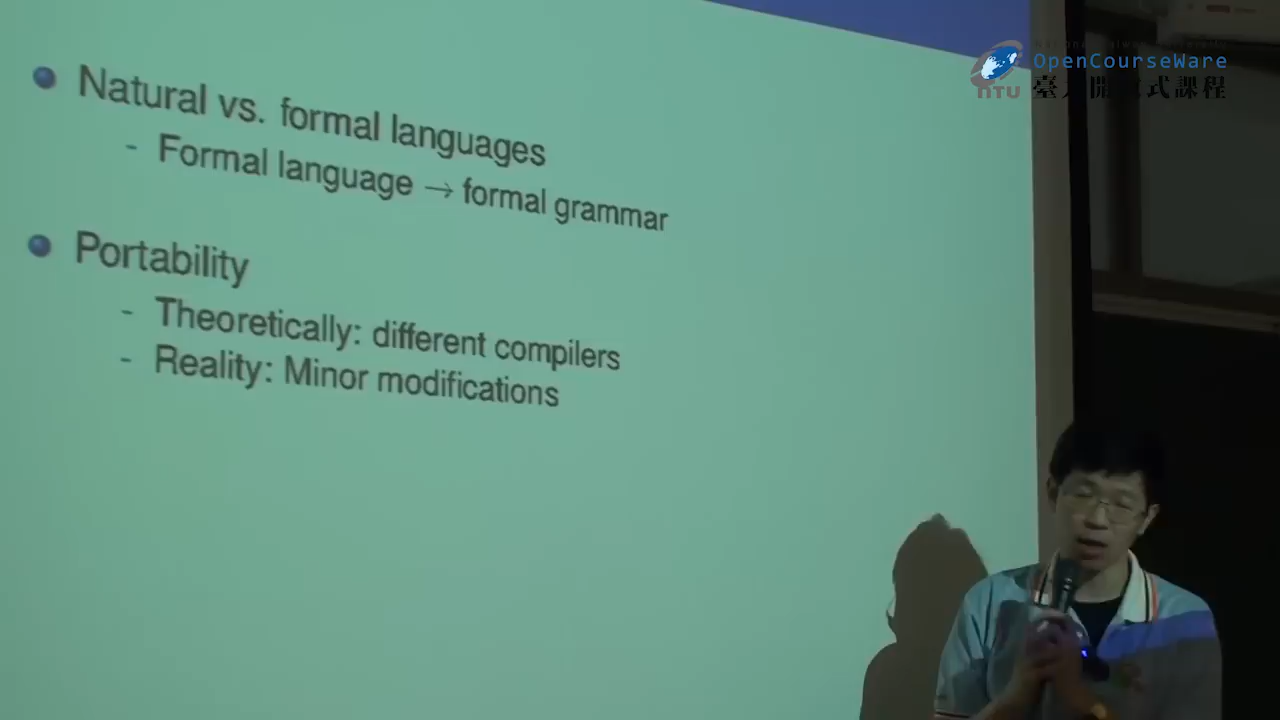 Natural vs. formal languages
- Formal language → formal grammar
Portability
- Theoretically: different compilers
- Reality: Minor modifications
OpenCourseWare
NTU 臺大開放式課程